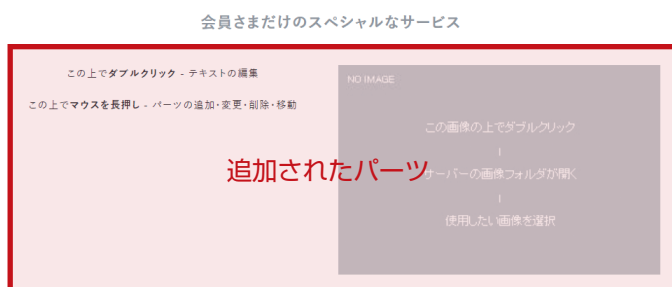 会員さまだけのスペシャルなサービス
この上でダブルクリック - テキストの編集
この上でマウスを長押し - パーツの追加・変更・削除・移動
NO IMAGE
この画像の上でダブルクリック
|
サーバーの画像フォルダが開く
|
使用したい画像を選択
追加されたパーツ